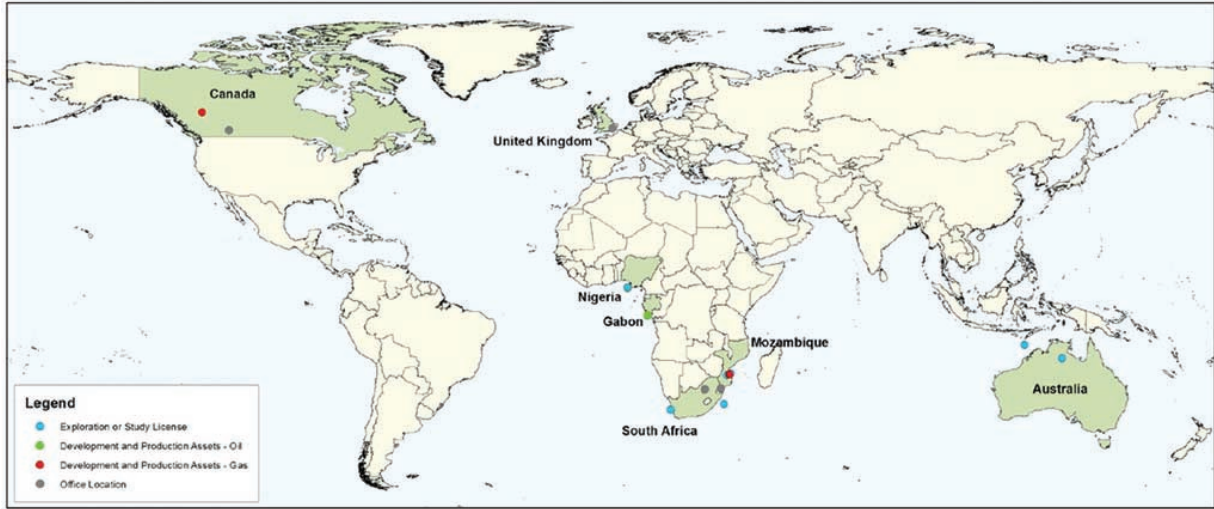 Canada
United Kingdom
Nigeria
Gabon
Mozambique
Australia
South Africa
Legend
Exploration or Study License
Development and Production Assets - Oil
Development and Production Assets - Gas
Office Location